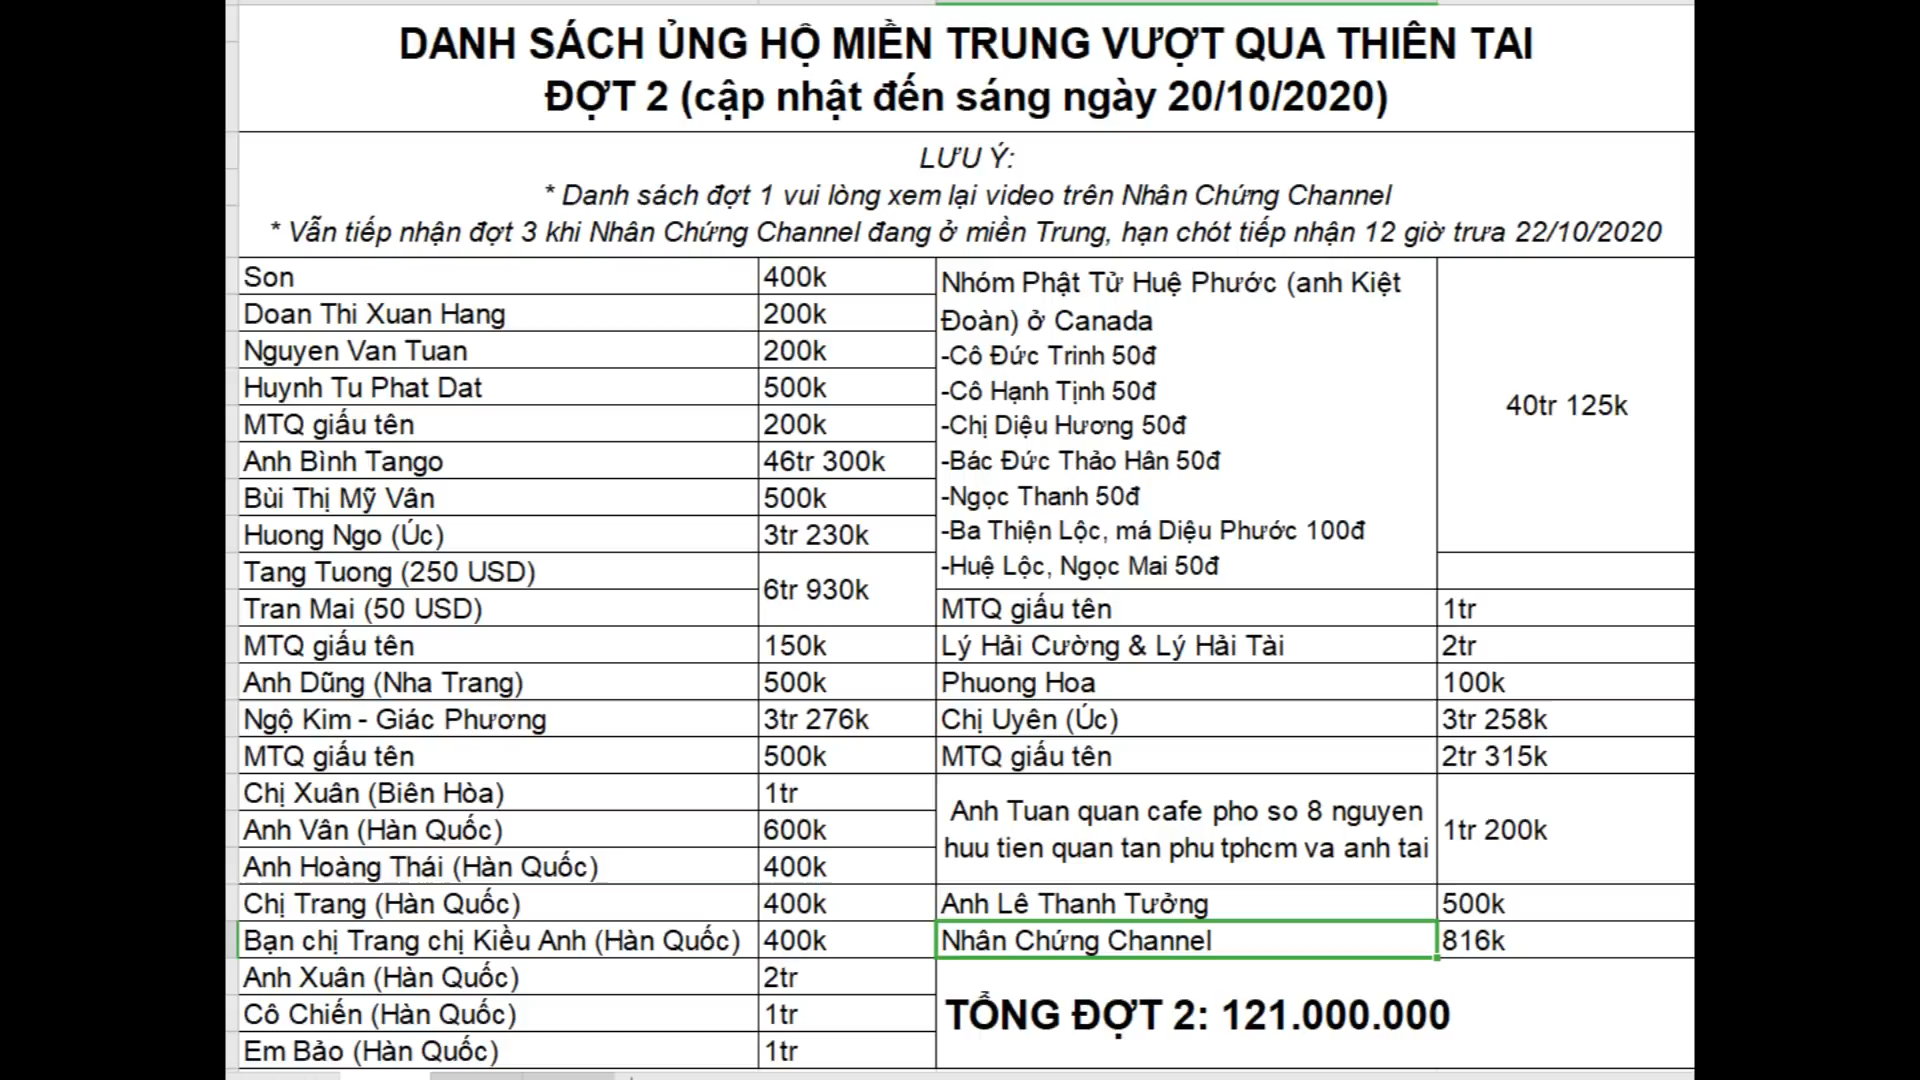 DANH SÁCH ỦNG HỘ MIỀN TRUNG VƯỢT QUA THIÊN TAI
ĐỢT 2 (cập nhật đến sáng ngày 20/10/2020)
LƯU Ý:
* Danh sách đợt 1 vui lòng xem lại video trên Nhân Chứng Channel
* Vẫn tiếp nhận đợt 3 khi Nhân Chứng Channel đang ở miền Trung, hạn chót tiếp nhận 12 giờ trưa 22/10/2020
Son 400k
Doan Thi Xuan Hang 200k
Nguyen Van Tuan 200k
Huynh Tu Phat Dat 500k
MTQ giấu tên 200k
Anh Bình Tango 46tr 300k
Bùi Thị Mỹ Vân 500k
Huong Ngo (Úc) 3tr 230k
Tang Tuong (250 USD)
Tran Mai (50 USD)
6tr 930k
MTQ giấu tên 150k
Anh Dũng (Nha Trang) 500k
Ngộ Kim - Giác Phương 3tr 276k
MTQ giấu tên 500k
Chị Xuân (Biên Hòa) 1tr
Anh Vân (Hàn Quốc) 600k
Anh Hoàng Thái (Hàn Quốc) 400k
Chị Trang (Hàn Quốc) 400k
Bạn chị Trang chị Kiều Anh (Hàn Quốc) 400k
Anh Xuân (Hàn Quốc) 2tr
Cô Chiến (Hàn Quốc) 1tr
Em Bảo (Hàn Quốc) 1tr
Nhóm Phật Tử Huệ Phước (anh Kiệt
Đoàn) ở Canada
-Cô Đức Trinh 50đ
-Cô Hạnh Tịnh 50đ
-Chị Diệu Hương 50đ
-Bác Đức Thảo Hân 50đ
-Ngọc Thanh 50đ
-Ba Thiện Lộc, má Diệu Phước 100đ
-Huệ Lộc, Ngọc Mai 50đ
40tr 125k
MTQ giấu tên 1tr
Lý Hải Cường & Lý Hải Tài 2tr
Phuong Hoa 100k
Chị Uyên (Úc) 3tr 258k
MTQ giấu tên 2tr 315k
Anh Tuan quan cafe pho so 8 nguyen
huu tien quan tan phu tphcm va anh tai
1tr 200k
Anh Lê Thanh Tưởng 500k
Nhân Chứng Channel 816k
TỔNG ĐỢT 2: 121.000.000